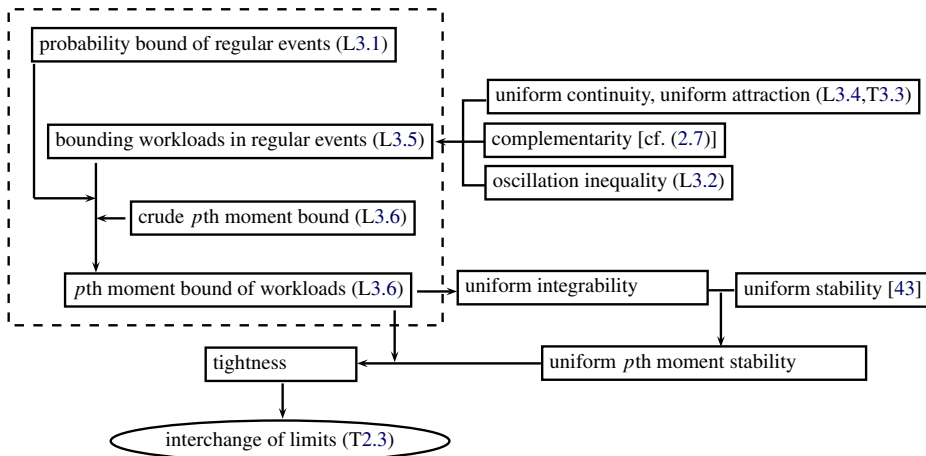 probability bound of regular events (L3.1)
uniform continuity, uniform attraction (L3.4,T3.3)
bounding workloads in regular events (L3.5)
complementarity [cf. (2.7)]
oscillation inequality (L3.2)
crude pth moment bound (L3.6)
pth moment bound of workloads (L3.6)
uniform integrability
uniform stability [43]
tightness
uniform pth moment stability
interchange of limits (T2.3)